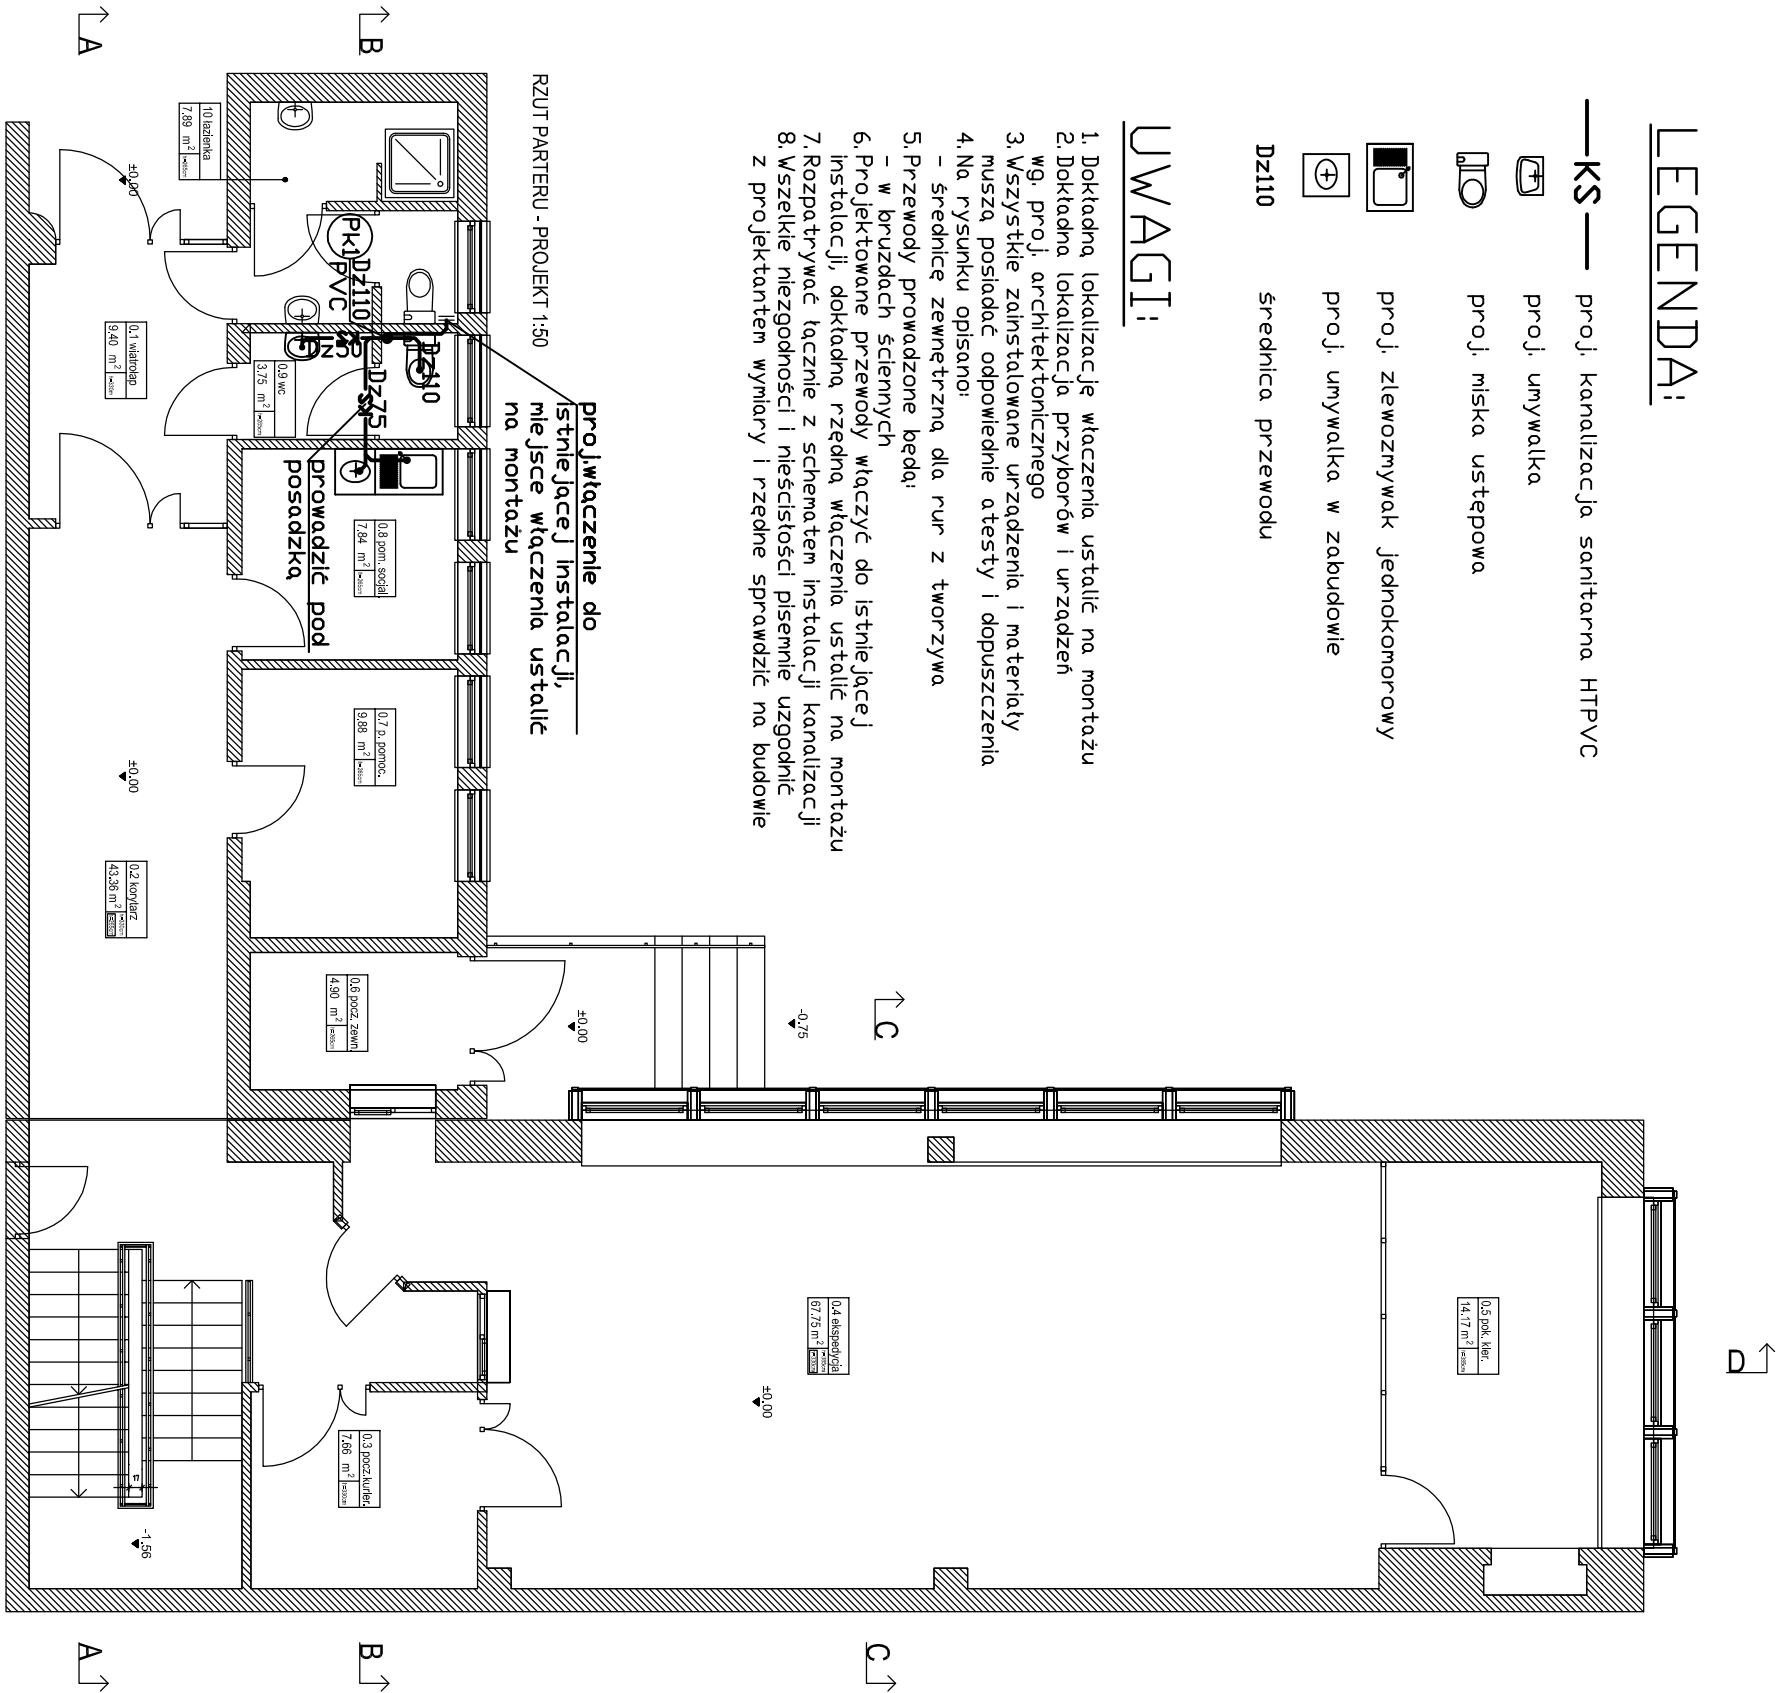 LEGENDA:
KS proj. kanalizacja sanitarna HTPVC
proj. umywalka
proj. miska ustępowa
proj. zlewozmywak jednokomorowy
proj. umywalka w zabudowie
Dz110 średnica przewodu
UWAGI:
1. Dokładną lokalizację włączenia ustalić na montażu
2. Dokładna lokalizacja przyborów i urządzeń
wg. proj. architektonicznego
3. Wszystkie zainstalowane urządzenia i materiały
muszą posiadać odpowiednie atesty i dopuszczenia
4. Na rysunku opisano:
- średnicę zewnętrzną dla rur z tworzywa
5. Przewody prowadzone będą:
- w bruzdach ściennych
6. Projektowane przewody włączyć do istniejącej
instalacji, dokładną rzędną włączenia ustalić na montażu
7. Rozpatrywać łącznie z schematem instalacji kanalizacji
8. Wszelkie niezgodności i nieścisłości pisemnie uzgodnić
z projektantem wymiary i rzędne sprawdzić na budowie
RZUT PARTERU - PROJEKT 1:50
proj.włączenie do
istniejącej instalacji,
miejsce włączenia ustalić
na montażu
prowadzić pod
posadzką
Pk1
Dz110
PVC
Dz110
Dz50
KS
Dz75
KS
10 łazienka
7.89 m2
h=265cm
0.1 wiatrołap
9.40 m2
0.9 wc
3.75 m2
0.8 pom. socjal.
7.84 m2
h=265cm
0.7 p. pomoc.
9.88 m2
h=265cm
0.2 korytarz
43.36 m2
0.6 pocz. zewn.
4.90 m2
h=265cm
0.5 pok. kier.
14.17 m2
0.4 ekspedycja
67.75 m2
0.3 pocz.kurier.
7.66 m2
h=330cm
±0.00
±0.00
±0.00
-0.75
±0.00
-1.56
17
A
B
C
D
A
B
C